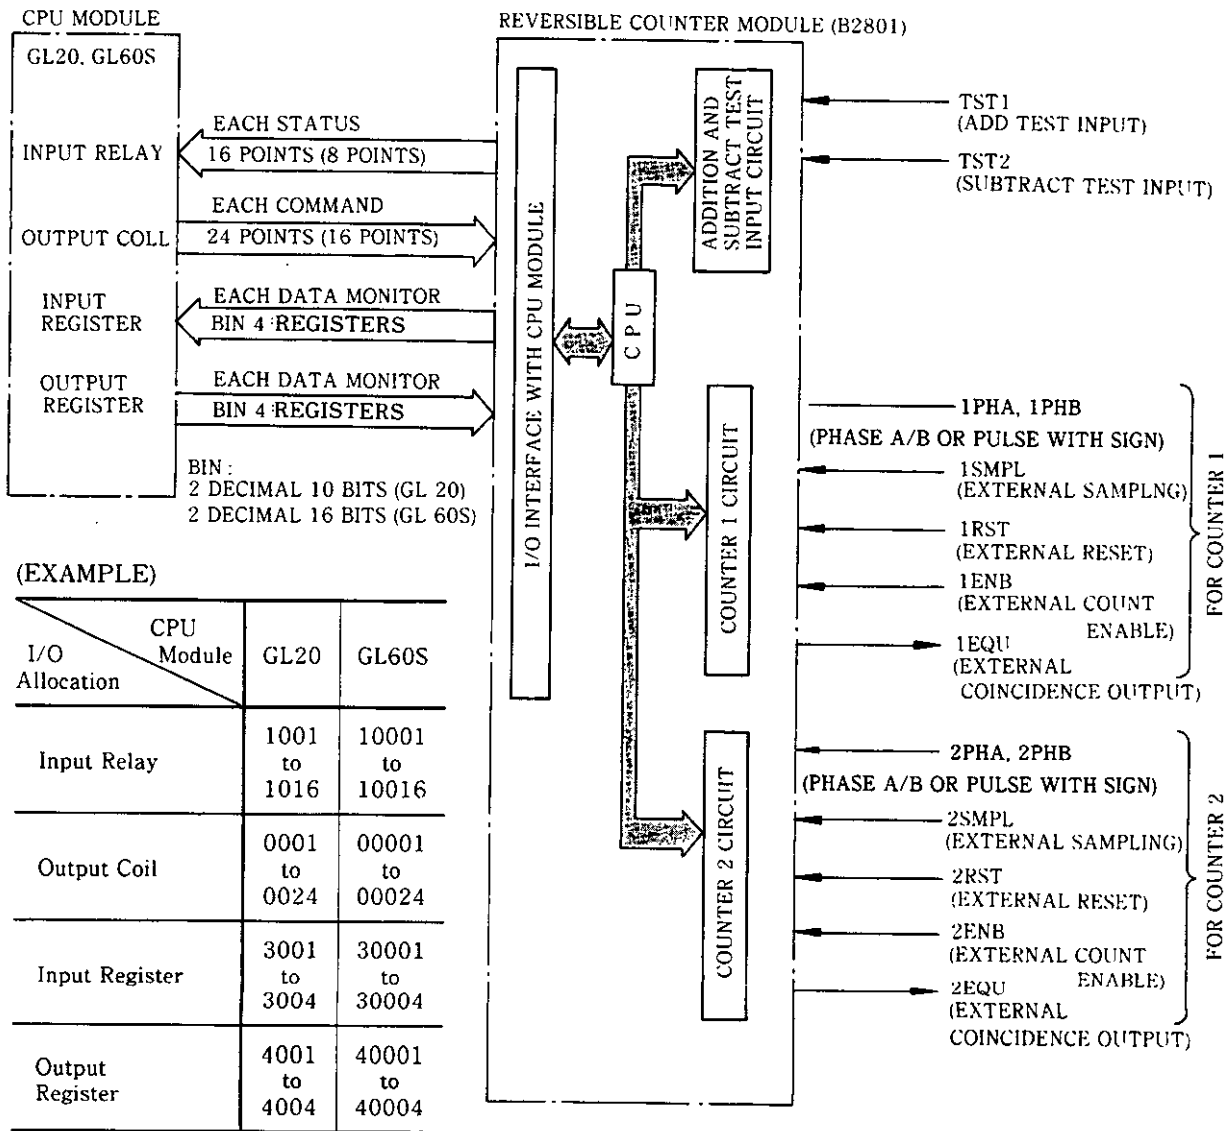 CPU MODULE
GL20, GL60S
INPUT RELAY
OUTPUT COLL
INPUT
REGISTER
OUTPUT
REGISTER
EACH STATUS
16 POINTS (8 POINTS)
EACH COMMAND
24 POINTS (16 POINTS)
EACH DATA MONITOR
BIN 4 REGISTERS
EACH DATA MONITOR
BIN 4 REGISTERS
BIN :
2 DECIMAL 10 BITS (GL 20)
2 DECIMAL 16 BITS (GL 60S)
REVERSIBLE COUNTER MODULE (B2801)
I/O INTERFACE WITH CPU MODULE
CPU
ADDITION AND
SUBTRACT TEST
INPUT CIRCUIT
COUNTER 1 CIRCUIT
COUNTER 2 CIRCUIT
TST1
(ADD TEST INPUT)
TST2
(SUBTRACT TEST INPUT)
1PHA, 1PHB
(PHASE A/B OR PULSE WITH SIGN)
1SMPL
(EXTERNAL SAMPLNG)
1RST
(EXTERNAL RESET)
1ENB
(EXTERNAL COUNT
ENABLE)
1EQU
(EXTERNAL
COINCIDENCE OUTPUT)
FOR COUNTER 1
2PHA, 2PHB
(PHASE A/B OR PULSE WITH SIGN)
2SMPL
(EXTERNAL SAMPLING)
2RST
(EXTERNAL RESET)
2ENB
(EXTERNAL COUNT
ENABLE)
2EQU
(EXTERNAL
COINCIDENCE OUTPUT)
FOR COUNTER 2
(EXAMPLE)
CPU
Module
I/O
Allocation
GL20
GL60S
Input Relay
1001
to
1016
10001
to
10016
Output Coil
0001
to
0024
00001
to
00024
Input Register
3001
to
3004
30001
to
30004
Output
Register
4001
to
4004
40001
to
40004